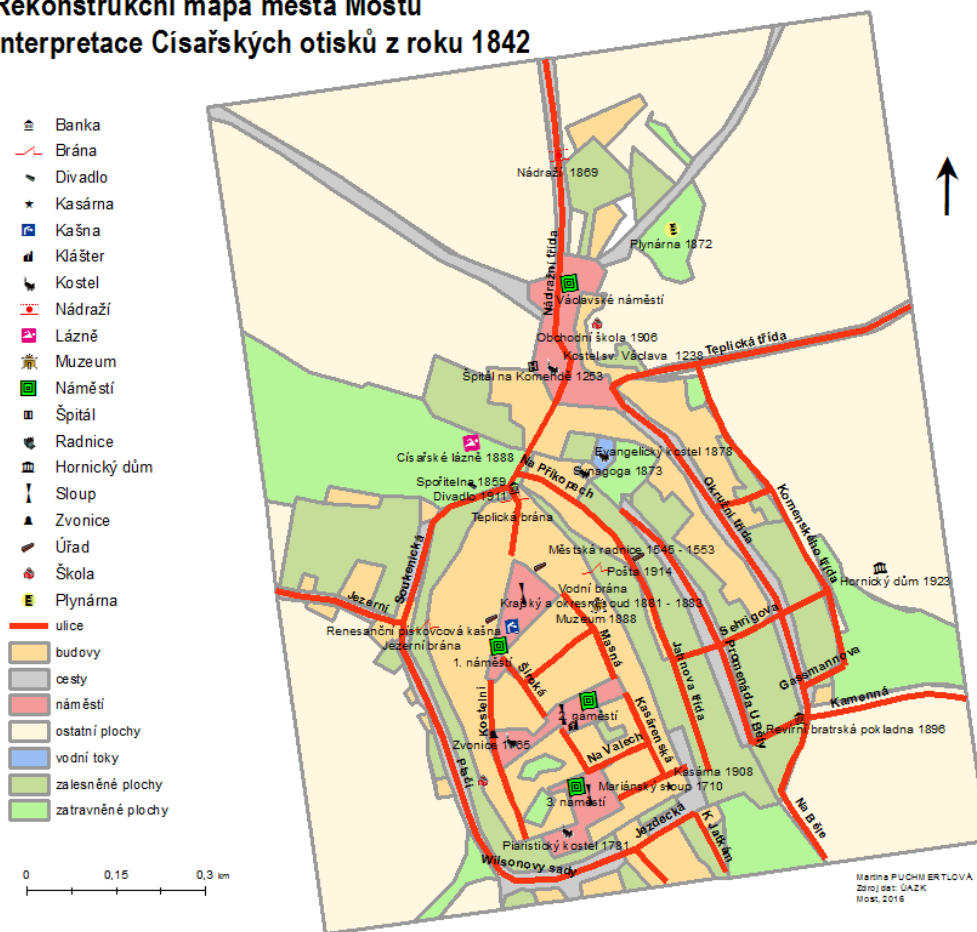 Rekonstrukční mapa města Mostu
Interpretace Císařských otisků z roku 1842
Banka
Brána
Divadlo
Kasárna
Kašna
Klášter
Kostel
Nádraží
Lázně
Muzeum
Náměstí
Špitál
Radnice
Hornický dům
Sloup
Zvonice
Úřad
Škola
Plynárna
ulice
budovy
cesty
náměstí
ostatní plochy
vodní toky
zalesněné plochy
zatravněné plochy
0 0,15 0,3 km
Nádraží 1869
Plynárna 1872
Nádražní třída
Václavské náměstí
Obchodní škola 1906
Kostel sv. Václava 1238
Teplická třída
Špitál na Komendě 1253
Císařské lázně 1888
Evangelický kostel 1878
Na Příkopech
Synagoga 1873
Spořitelna 1859
Divadlo 1911
Teplická brána
Okružní třída
Komenského třída
Soukenická
Městská radnice 1545 - 1553
Pošta 1914
Hornický dům 1923
Vodní brána
Jezerní
Krajský a okresní soud 1881 - 1883
Muzeum 1888
Renesanční pískovcová kašna
Jezerní brána
1. náměstí
Masná
Sehrigova
Široká
Jahnova třída
Promenáda U Běly
Gassmannova
Kostelní
Kamenná
2. náměstí
Kasárenská
Revírní bratrská pokladna 1896
Zvonice 1765
Na Valech
Ptačí
Kasárna 1908
Mariánský sloup 1710
3. náměstí
Jezdecká
Na Běle
K Jatkám
Piaristický kostel 1781
Wilsonovy sady
Martina PUCHMERTLOVÁ
Zdroj dat: ÚAZK
Most, 2016